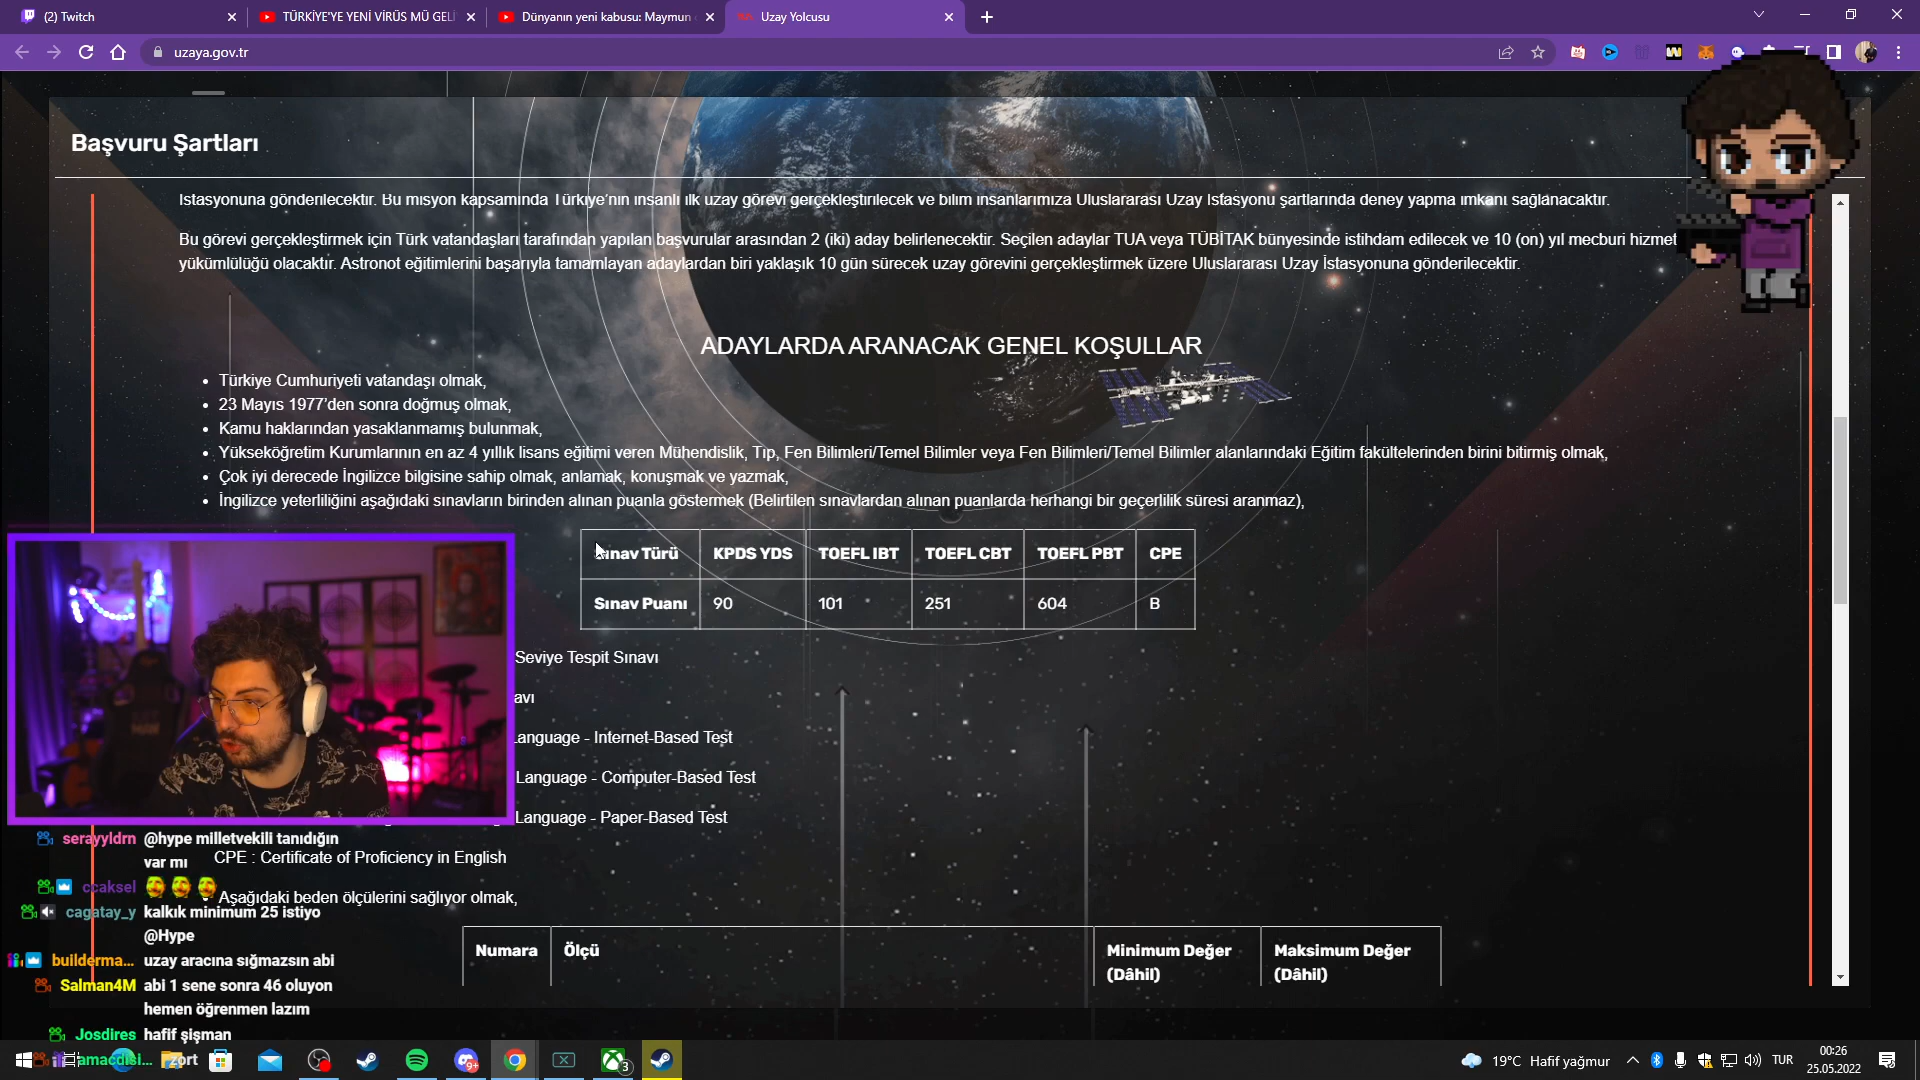 (2) Twitch
TÜRKİYE'YE YENİ VİRÜS MÜ GELİ
Dünyanın yeni kabusu: Maymun
Uzay Yolcusu
uzaya.gov.tr
Başvuru Şartları
İstasyonuna gönderilecektir. Bu misyon kapsamında Türkiye'nin insanlı ilk uzay görevi gerçekleştirilecek ve bilim insanlarımıza Uluslararası Uzay İstasyonu şartlarında deney yapma imkanı sağlanacaktır.
Bu görevi gerçekleştirmek için Türk vatandaşları tarafından yapılan başvurular arasından 2 (iki) aday belirlenecektir. Seçilen adaylar TUA veya TÜBİTAK bünyesinde istihdam edilecek ve 10 (on) yıl mecburi hizmet
yükümlülüğü olacaktır. Astronot eğitimlerini başarıyla tamamlayan adaylardan biri yaklaşık 10 gün sürecek uzay görevini gerçekleştirmek üzere Uluslararası Uzay İstasyonuna gönderilecektir.
ADAYLARDA ARANACAK GENEL KOŞULLAR
• Türkiye Cumhuriyeti vatandaşı olmak,
• 23 Mayıs 1977'den sonra doğmuş olmak,
• Kamu haklarından yasaklanmamış bulunmak,
• Yükseköğretim Kurumlarının en az 4 yıllık lisans eğitimi veren Mühendislik, Tıp, Fen Bilimleri/Temel Bilimler veya Fen Bilimleri/Temel Bilimler alanlarındaki Eğitim fakültelerinden birini bitirmiş olmak,
• Çok iyi derecede İngilizce bilgisine sahip olmak, anlamak, konuşmak ve yazmak,
• İngilizce yeterliliğini aşağıdaki sınavların birinden alınan puanla göstermek (Belirtilen sınavlardan alınan puanlarda herhangi bir geçerlilik süresi aranmaz),
Sınav Türü KPDS YDS TOEFL IBT TOEFL CBT TOEFL PBT CPE
Sınav Puanı 90 101 251 604 B
Seviye Tespit Sınavı
avı
Language - Internet-Based Test
Language - Computer-Based Test
Language - Paper-Based Test
serayyldrn @hype milletvekili tanıdığın
var mı
CPE : Certificate of Proficiency in English
ccaksel
• Aşağıdaki beden ölçülerini sağlıyor olmak,
cagatay_y kalkık minimum 25 istiyo
@Hype
builderma... uzay aracına sığmazsın abi
Salman4M abi 1 sene sonra 46 oluyon
hemen öğrenmen lazım
Josdires hafif şişman
amacdisi... zort
Numara Ölçü Minimum Değer Maksimum Değer
(Dâhil) (Dâhil)
9+
3
19°C Hafif yağmur
TUR
00:26
25.05.2022